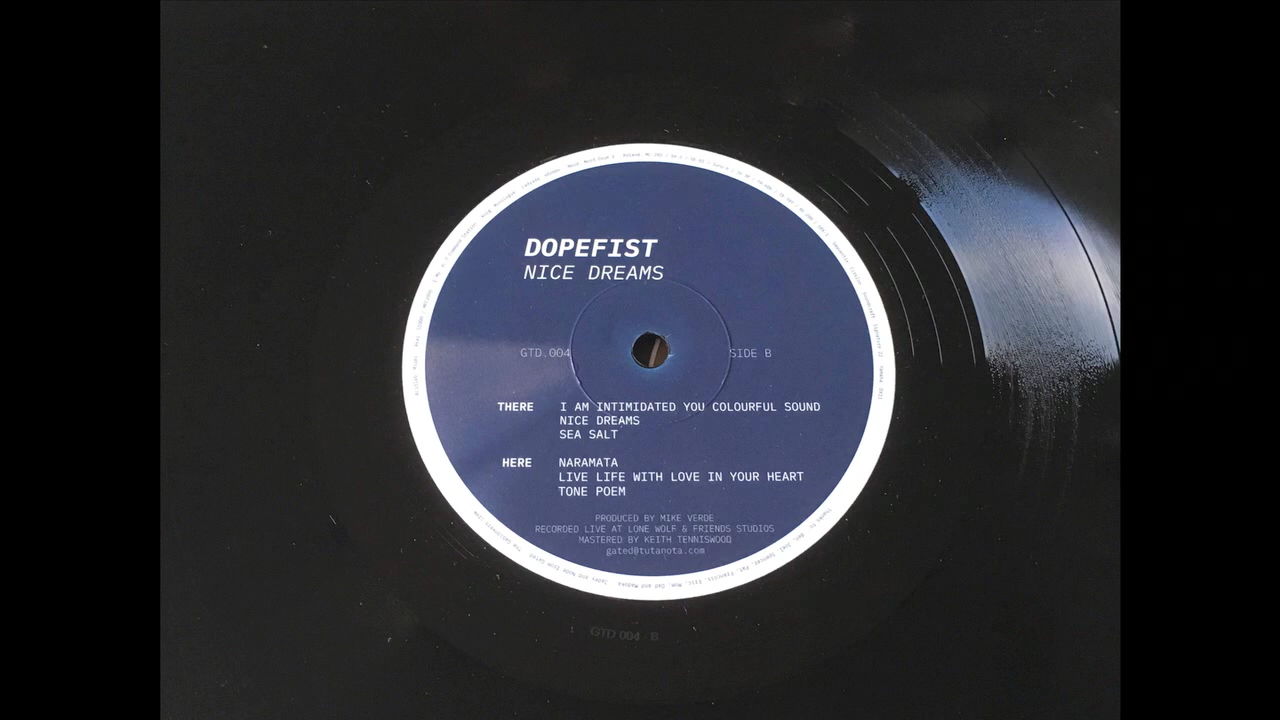 DOPEFIST
NICE DREAMS
GTD.004 SIDE B
THERE I AM INTIMIDATED YOU COLOURFUL SOUND
NICE DREAMS
SEA SALT
HERE NARAMATA
LIVE LIFE WITH LOVE IN YOUR HEART
TONE POEM
PRODUCED BY MIKE VERDE
RECORDED LIVE AT LONE WOLF & FRIENDS STUDIOS
MASTERED BY KEITH TENNISWOOD
gated@tutanota.com
GTD 004 - B